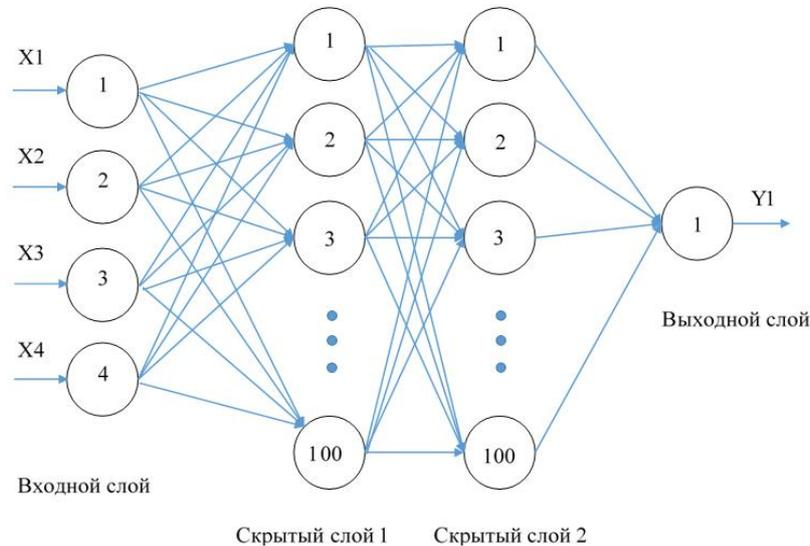 X1
1
X2
2
X3
3
X4
4
Входной слой
1
2
3
100
Скрытый слой 1
1
2
3
100
Скрытый слой 2
1
Y1
Выходной слой